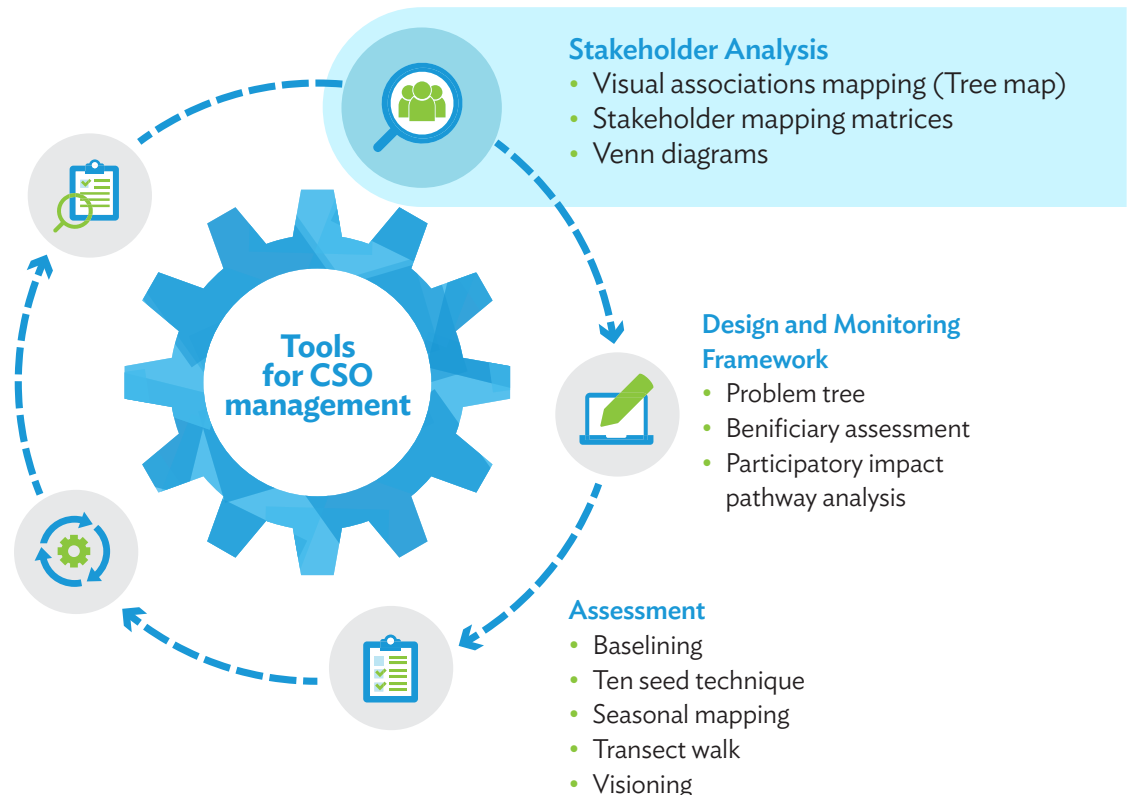 Stakeholder Analysis
• Visual associations mapping (Tree map)
• Stakeholder mapping matrices
• Venn diagrams
Tools
for CSO
management
Design and Monitoring
Framework
• Problem tree
• Benificiary assessment
• Participatory impact
pathway analysis
Assessment
• Baselining
• Ten seed technique
• Seasonal mapping
• Transect walk
• Visioning